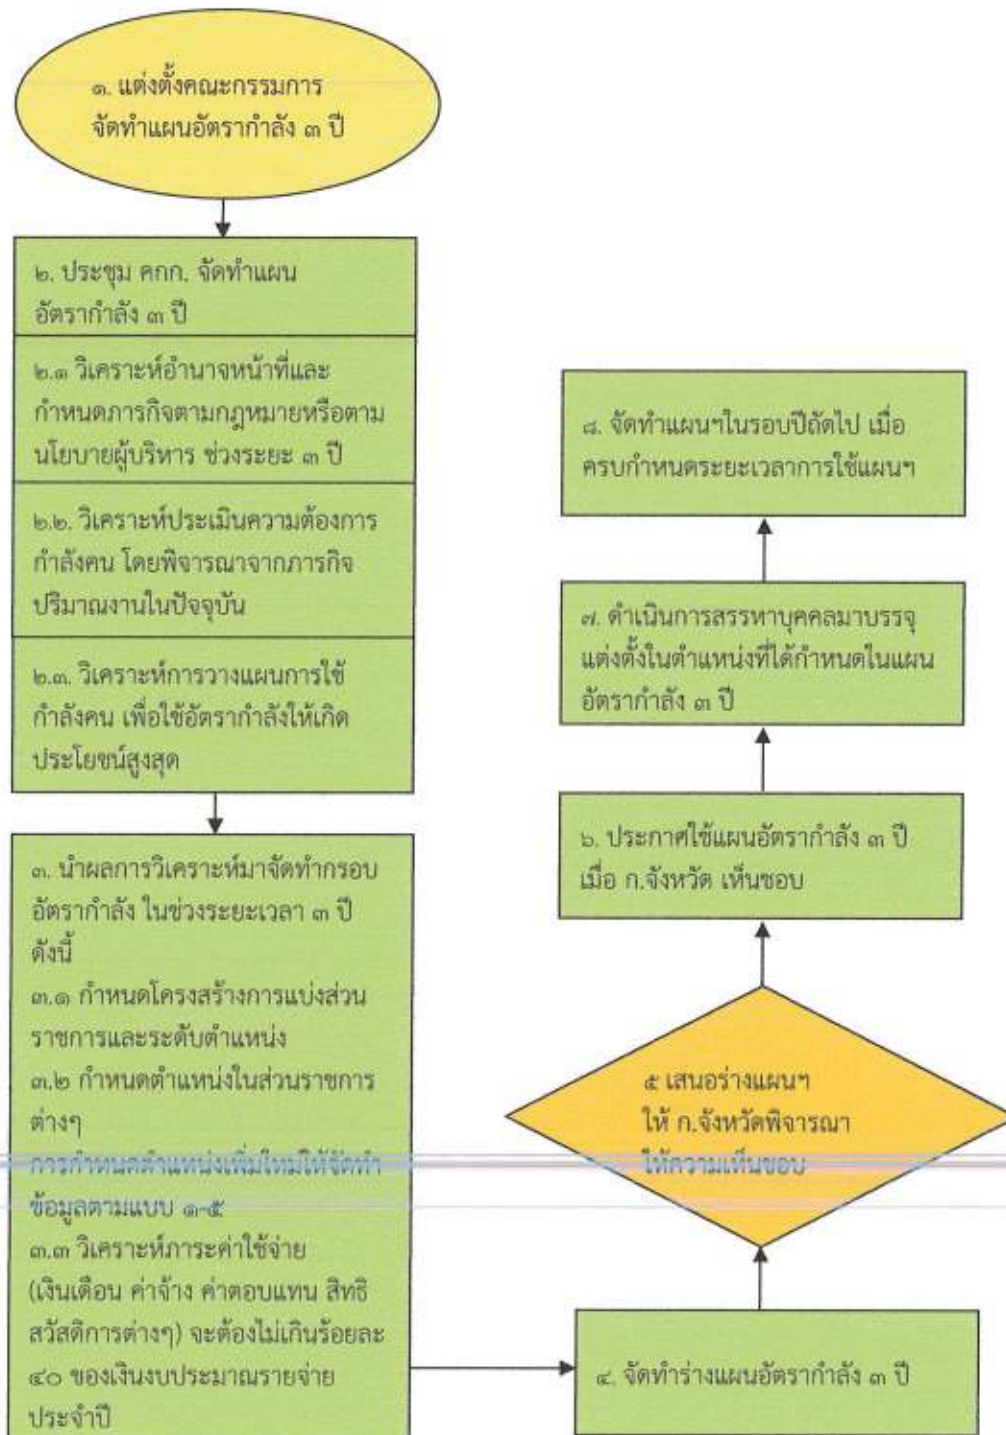 ๑. แต่งตั้งคณะกรรมการ
จัดทำแผนอัตรากำลัง ๓ ปี
๒. ประชุม คกก. จัดทำแผน
อัตรากำลัง ๓ ปี
๒.๑ วิเคราะห์อำนาจหน้าที่และ
กำหนดภารกิจตามกฎหมายหรือตาม
นโยบายผู้บริหาร ช่วงระยะ ๓ ปี
๒.๒. วิเคราะห์ประเมินความต้องการ
กำลังคน โดยพิจารณาจากภารกิจ
ปริมาณงานในปัจจุบัน
๒.๓. วิเคราะห์การวางแผนการใช้
กำลังคน เพื่อใช้อัตรากำลังให้เกิด
ประโยชน์สูงสุด
๓. นำผลการวิเคราะห์มาจัดทำกรอบ
อัตรากำลัง ในช่วงระยะเวลา ๓ ปี
ดังนี้
๓.๑ กำหนดโครงสร้างการแบ่งส่วน
ราชการและระดับตำแหน่ง
๓.๒ กำหนดตำแหน่งในส่วนราชการ
ต่างๆ
การกำหนดตำแหน่งเพิ่มใหม่ให้จัดทำ
ข้อมูลตามแบบ ๑-๕
๓.๓ วิเคราะห์ภาระค่าใช้จ่าย
(เงินเดือน ค่าจ้าง ค่าตอบแทน สิทธิ
สวัสดิการต่างๆ) จะต้องไม่เกินร้อยละ
๔๐ ของเงินงบประมาณรายจ่าย
ประจำปี
๔. จัดทำร่างแผนอัตรากำลัง ๓ ปี
๕ เสนอร่างแผนฯ
ให้ ก.จังหวัดพิจารณา
ให้ความเห็นชอบ
๖. ประกาศใช้แผนอัตรากำลัง ๓ ปี
เมื่อ ก.จังหวัด เห็นชอบ
๗. ดำเนินการสรรหาบุคคลมาบรรจุ
แต่งตั้งในตำแหน่งที่ได้กำหนดในแผน
อัตรากำลัง ๓ ปี
๘. จัดทำแผนฯในรอบปีถัดไป เมื่อ
ครบกำหนดระยะเวลาการใช้แผนฯ